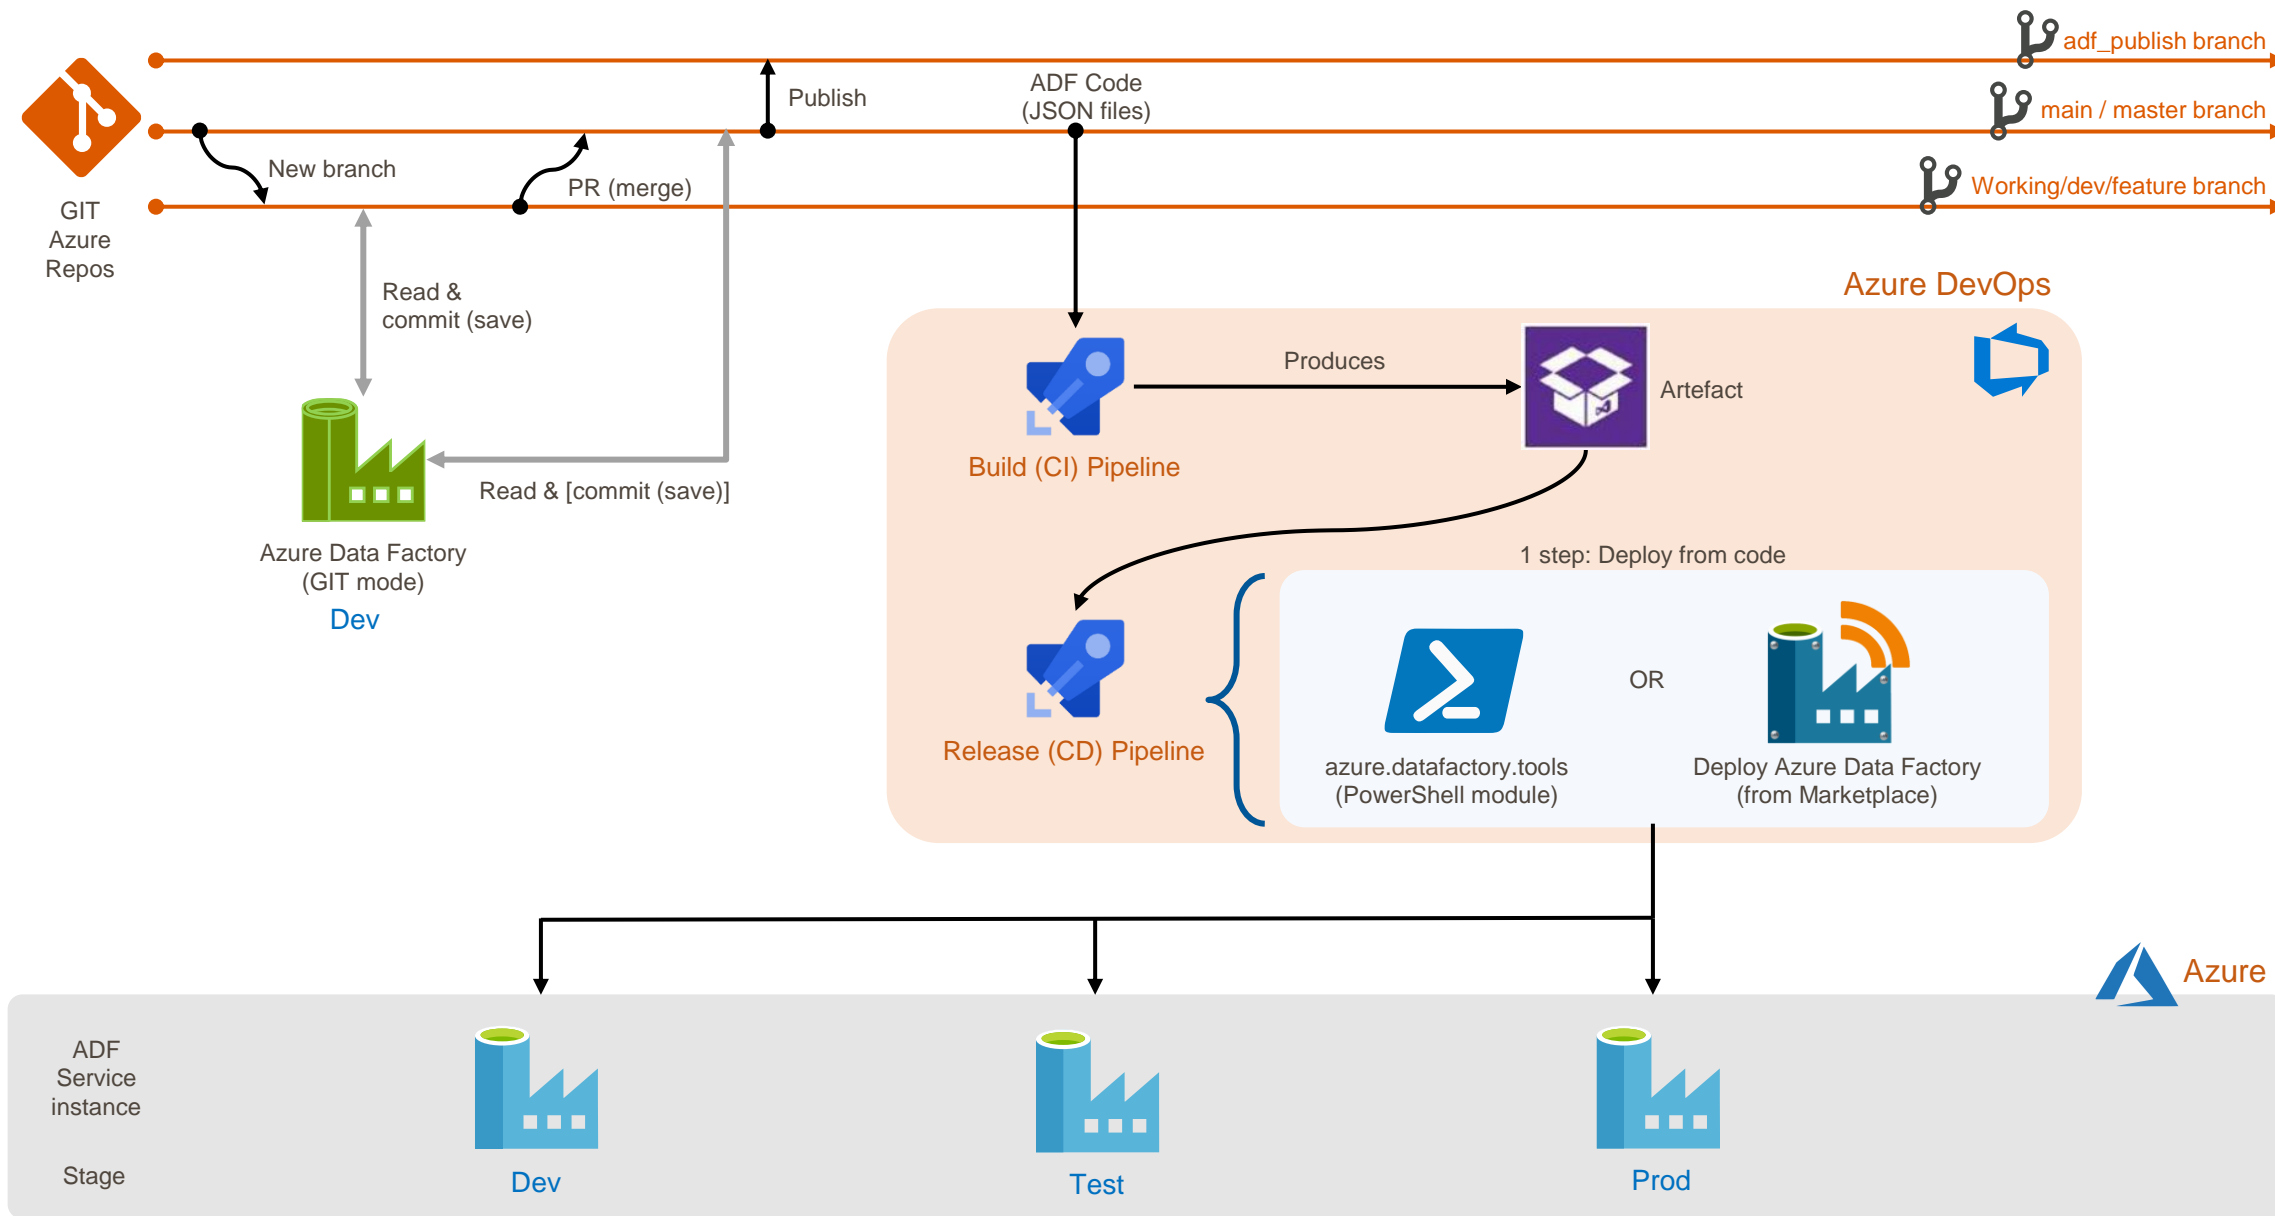 adf_publish branch
Publish
ADF Code
(JSON files)
main / master branch
New branch
PR (merge)
Working/dev/feature branch
GIT
Azure
Repos
Read &
commit (save)
Azure DevOps
Produces
Artefact
Build (CI) Pipeline
Read & [commit (save)]
Azure Data Factory
(GIT mode)
Dev
1 step: Deploy from code
OR
Release (CD) Pipeline
azure.datafactory.tools
(PowerShell module)
Deploy Azure Data Factory
(from Marketplace)
Azure
ADF
Service
instance
Stage
Dev
Test
Prod